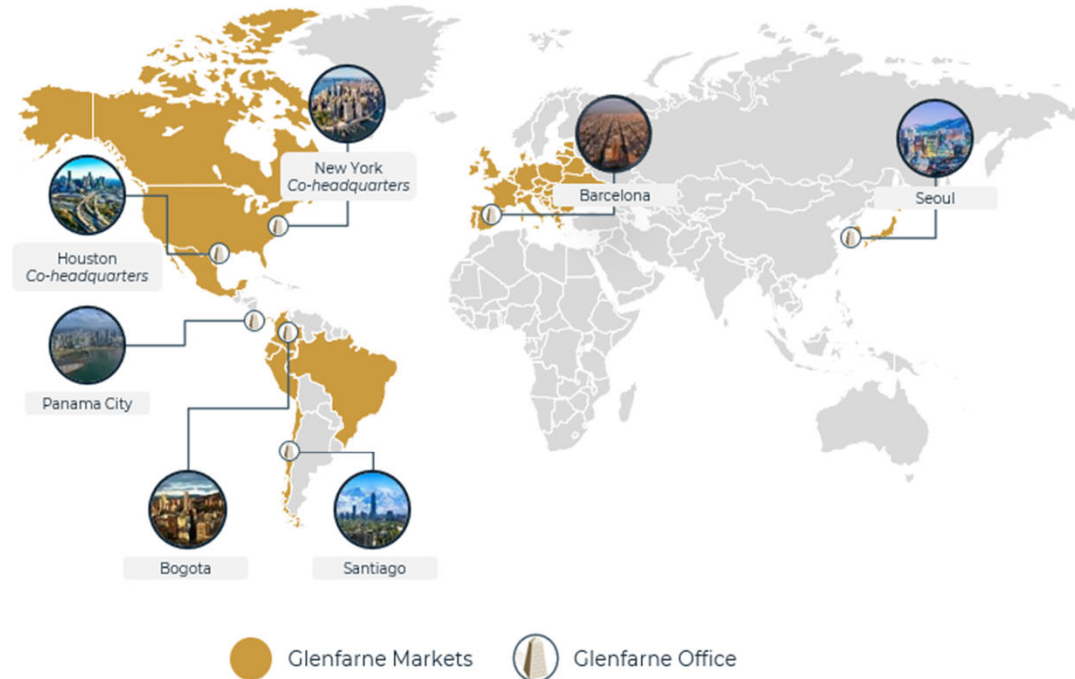 New York
Co-headquarters
Barcelona
Seoul
Houston
Co-headquarters
Panama City
Bogota
Santiago
Glenfarne Markets
Glenfarne Office